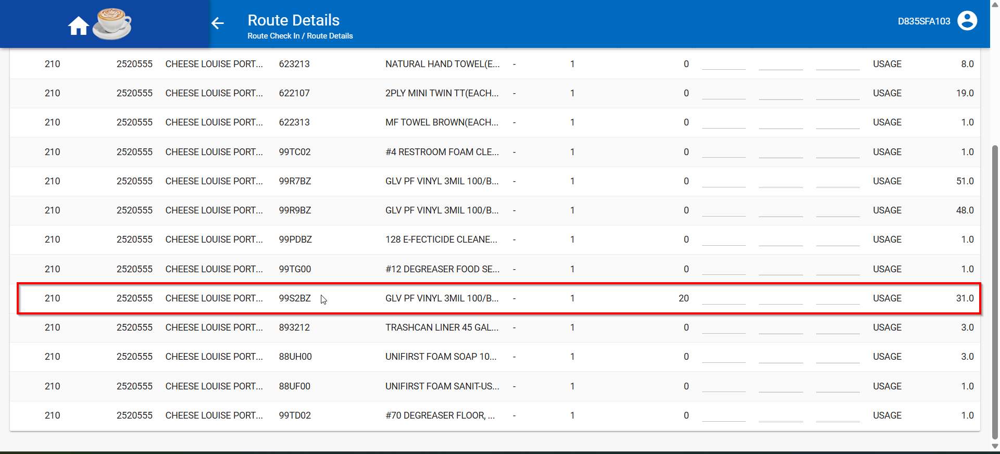 Route Details
Route Check In / Route Details
D835SFA103
210 2520555 CHEESE LOUISE PORT... 623213 NATURAL HAND TOWEL(E... - 1 0 USAGE 8.0
210 2520555 CHEESE LOUISE PORT... 622107 2PLY MINI TWIN TT(EACH... - 1 0 USAGE 19.0
210 2520555 CHEESE LOUISE PORT... 622313 MF TOWEL BROWN(EACH... - 1 0 USAGE 1.0
210 2520555 CHEESE LOUISE PORT... 99TC02 #4 RESTROOM FOAM CLE... - 1 0 USAGE 1.0
210 2520555 CHEESE LOUISE PORT... 99R7BZ GLV PF VINYL 3MIL 100/B... - 1 0 USAGE 51.0
210 2520555 CHEESE LOUISE PORT... 99R9BZ GLV PF VINYL 3MIL 100/B... - 1 0 USAGE 48.0
210 2520555 CHEESE LOUISE PORT... 99PDBZ 128 E-FECTICIDE CLEANE... - 1 0 USAGE 1.0
210 2520555 CHEESE LOUISE PORT... 99TG00 #12 DEGREASER FOOD SE... - 1 0 USAGE 1.0
210 2520555 CHEESE LOUISE PORT... 99S2BZ GLV PF VINYL 3MIL 100/B... - 1 20 USAGE 31.0
210 2520555 CHEESE LOUISE PORT... 893212 TRASHCAN LINER 45 GAL... - 1 0 USAGE 3.0
210 2520555 CHEESE LOUISE PORT... 88UH00 UNIFIRST FOAM SOAP 10... - 1 0 USAGE 3.0
210 2520555 CHEESE LOUISE PORT... 88UF00 UNIFIRST FOAM SANIT-US... - 1 0 USAGE 1.0
210 2520555 CHEESE LOUISE PORT... 99TD02 #70 DEGREASER FLOOR, ... - 1 0 USAGE 1.0